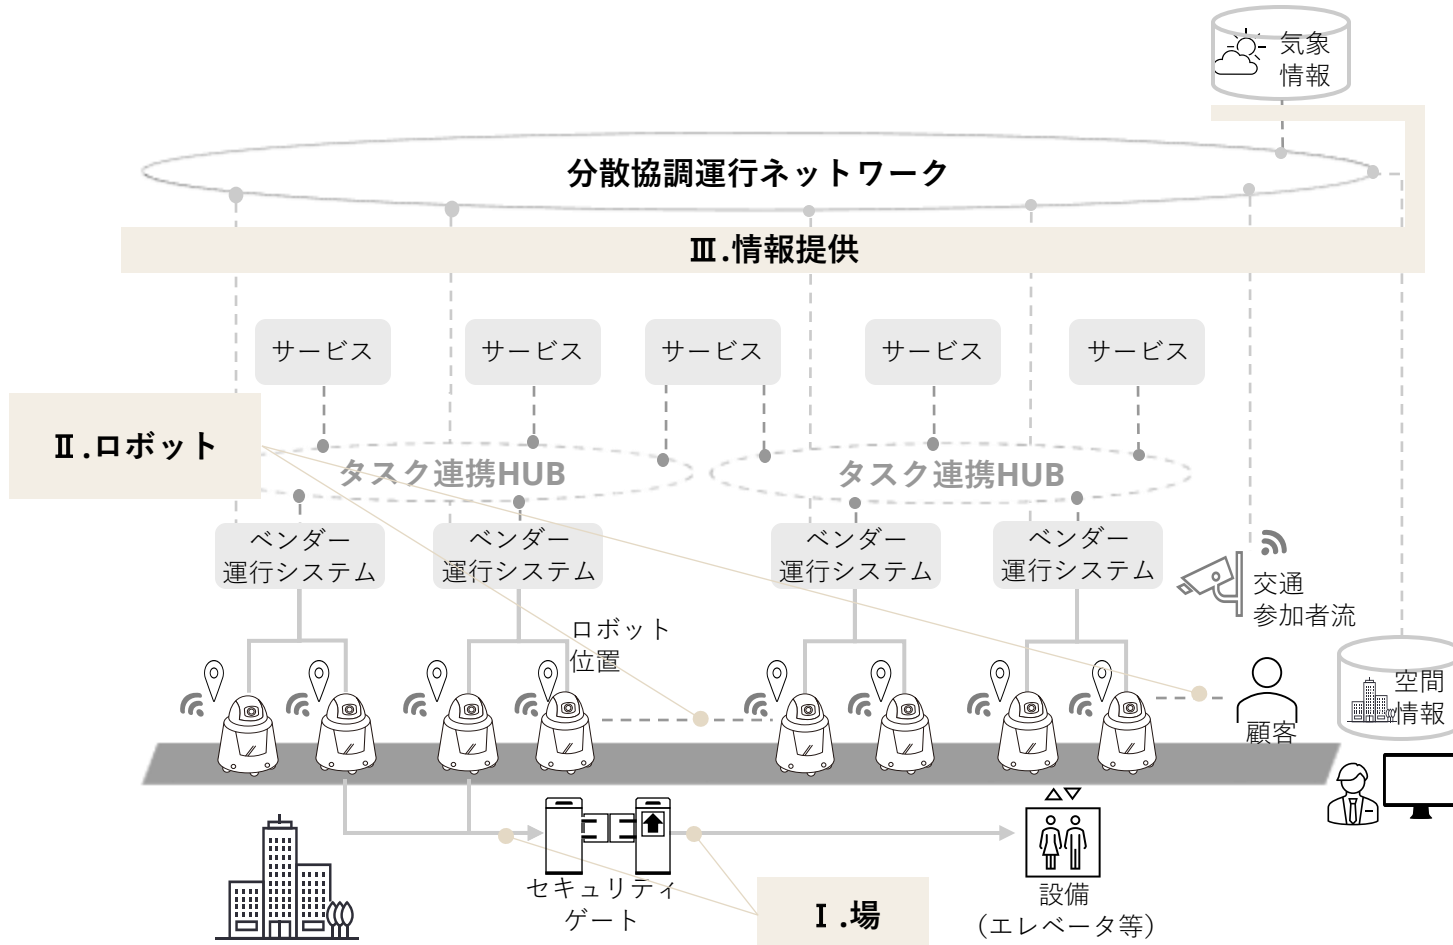 気象
情報
分散協調運行ネットワーク
Ⅲ.情報提供
サービス
サービス
サービス
サービス
サービス
Ⅱ.ロボット
タスク連携HUB
タスク連携HUB
ベンダー
運行システム
ベンダー
運行システム
ベンダー
運行システム
ベンダー
運行システム
交通
参加者流
ロボット
位置
空間
情報
顧客
セキュリティ
ゲート
設備
（エレベータ等）
Ⅰ.場